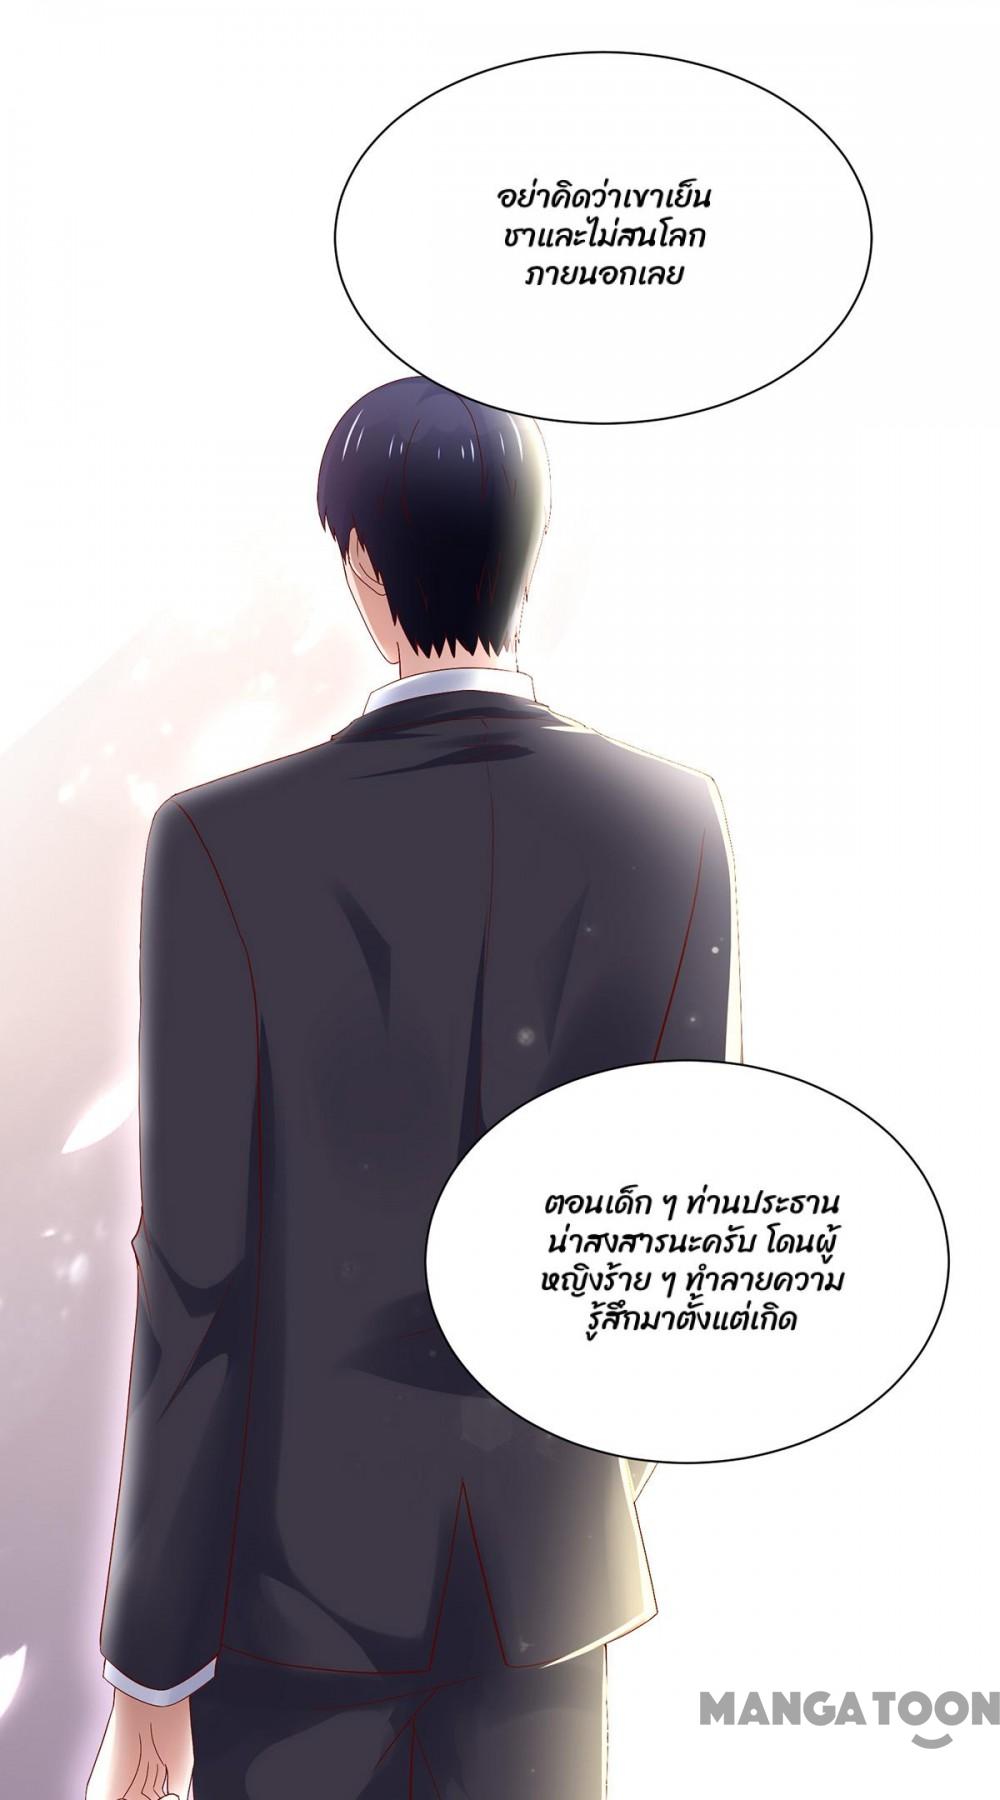 อย่าคิดว่าเขาเย็น
ชาและไม่สนโลก
ภายนอกเลย
ตอนเด็ก ๆ ท่านประธาน
น่าสงสารนะครับ โดนผู้
หญิงร้าย ๆ ทำลายความ
รู้สึกมาตั้งแต่เกิด
MANGATOON